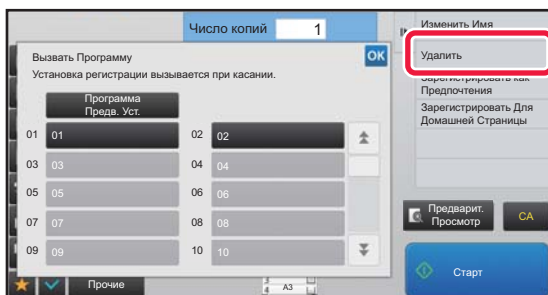 Число копий 1
Изменить Имя
Вызвать Программу
OK
Удалить
Установка регистрации вызывается при касании.
Зарегистрировать как
Предпочтения
Программа
Предв. Уст.
Зарегистрировать Для
Домашней Страницы
01 01
02 02
03 03
04 04
05 05
06 06
07 07
08 08
09 09
10 10
Предварит.
Просмотр
CA
Прочие
A3
Старт